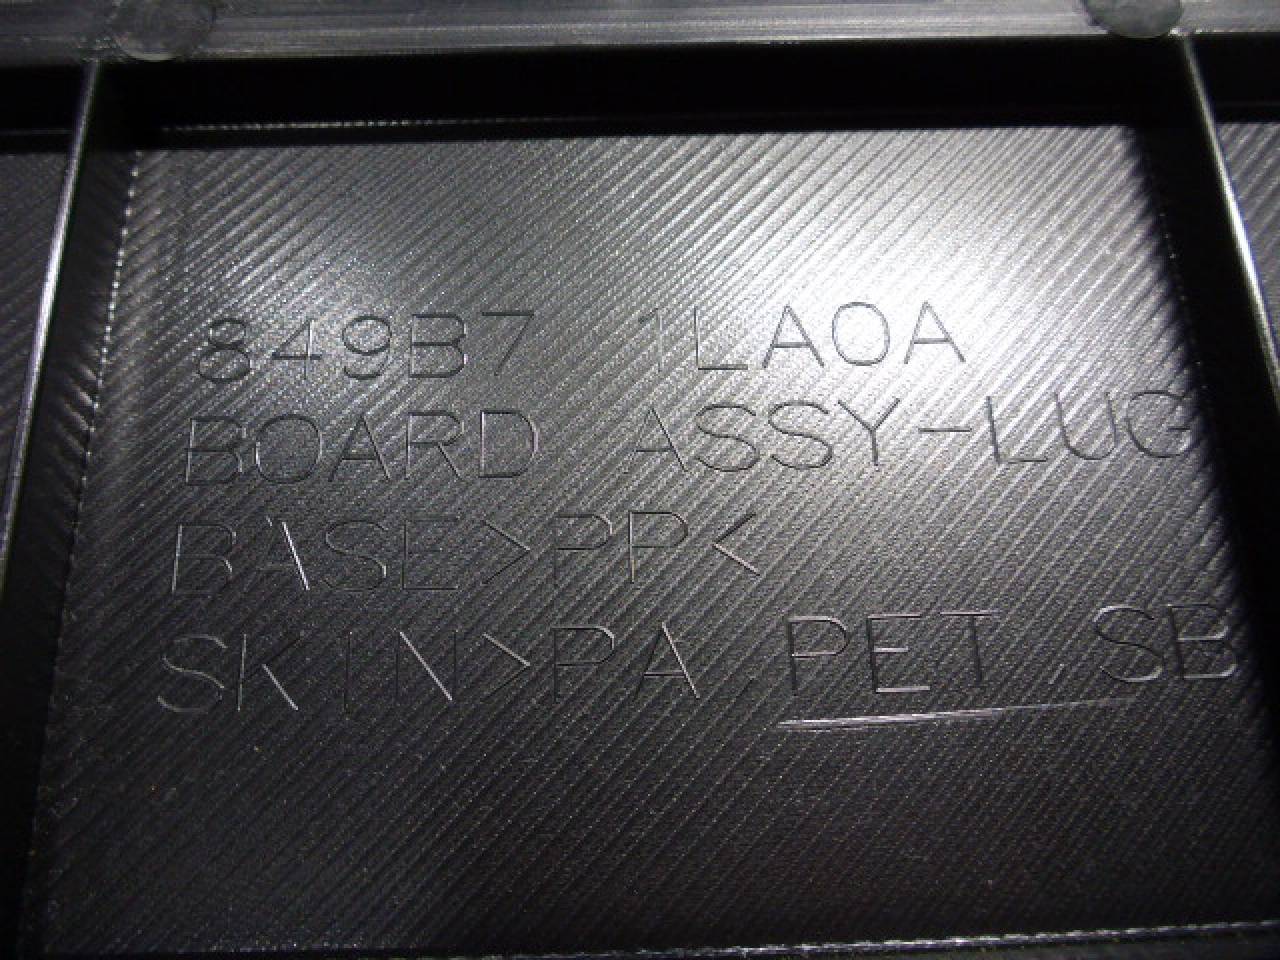 849B7 1LA0A
BOARD ASSY-LUG
BASE>PP<
SKIN>PA, PET, SB